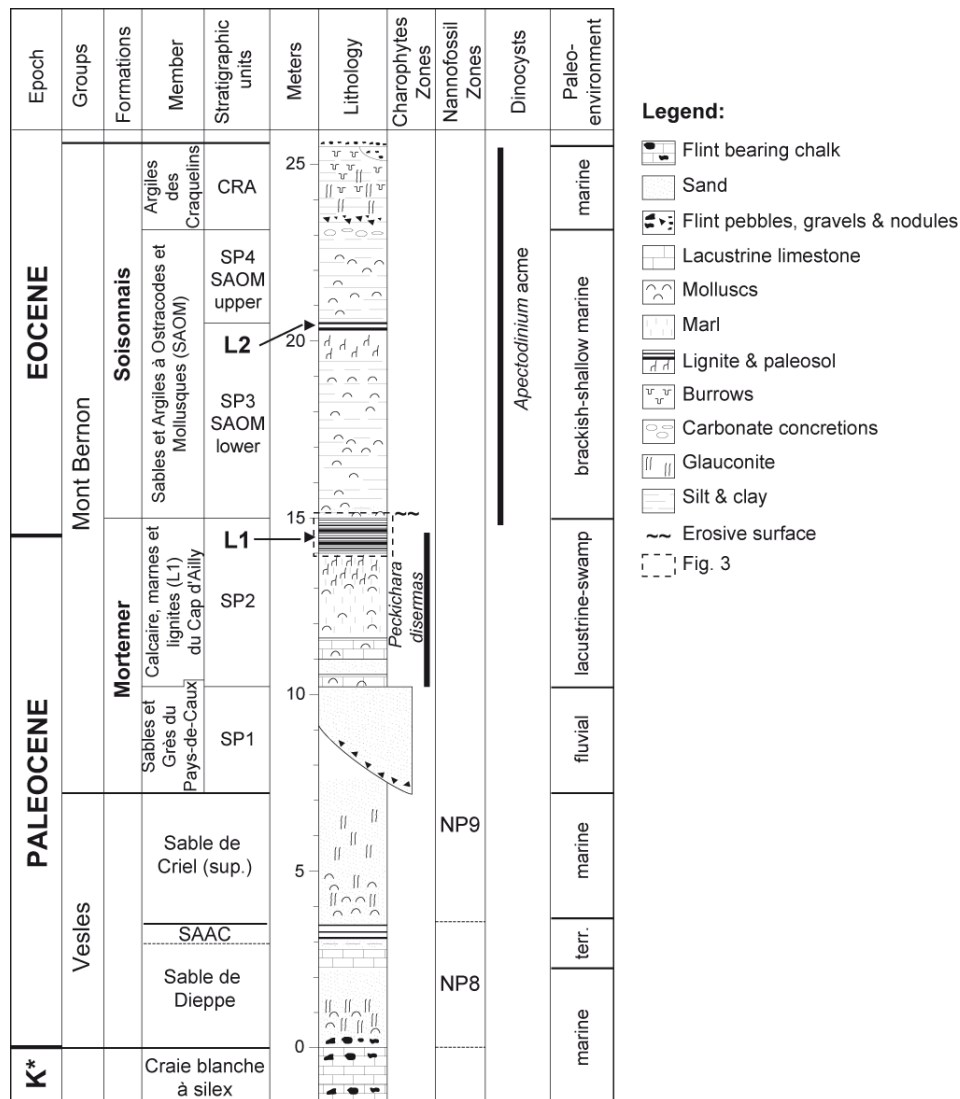 Epoch
Groups
Formations
Member
Stratigraphic
units
Meters
Lithology
Charophytes
Zones
Nannofossil
Zones
Dinocysts
Paleo-
environment
EOCENE
PALEOCENE
K*
Mont Bernon
Vesles
Soisonnais
Mortemer
Argiles
des
Craquelins
Sables et Argiles à Ostracodes et
Mollusques (SAOM)
Calcaire, marnes et
lignites (L1)
du Cap d'Ailly
Sables et
Grès du
Pays-de-Caux
Sable de
Criel (sup.)
SAAC
Sable de
Dieppe
Craie blanche
à silex
CRA
SP4
SAOM
upper
L2
SP3
SAOM
lower
L1
SP2
SP1
25
20
15
10
5
0
~~
Peckichara
disermas
NP9
NP8
Apectodinium acme
marine
brackish-shallow marine
lacustrine-swamp
fluvial
marine
terr.
marine
Legend:
Flint bearing chalk
Sand
Flint pebbles, gravels & nodules
Lacustrine limestone
Molluscs
Marl
Lignite & paleosol
Burrows
Carbonate concretions
Glauconite
Silt & clay
~~ Erosive surface
Fig. 3